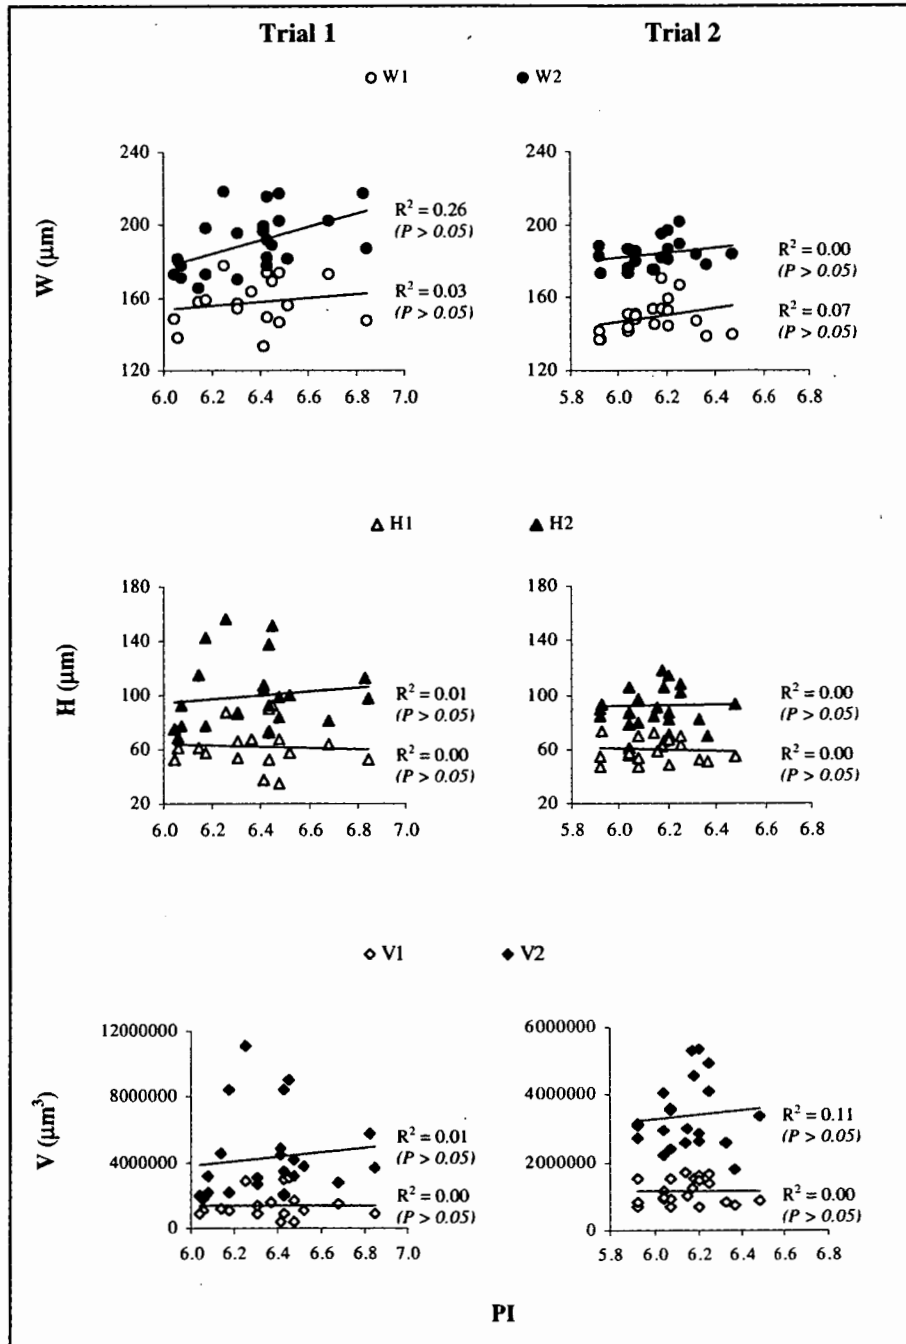 Trial 1 Trial 2
W1 W2
W (μm)
240
200
160
120
6.0 6.2 6.4 6.6 6.8 7.0
R² = 0.26
(P > 0.05)
R² = 0.03
(P > 0.05)
240
200
160
120
5.8 6.0 6.2 6.4 6.6 6.8
R² = 0.00
(P > 0.05)
R² = 0.07
(P > 0.05)
H1 H2
H (μm)
180
140
100
60
20
6.0 6.2 6.4 6.6 6.8 7.0
R² = 0.01
(P > 0.05)
R² = 0.00
(P > 0.05)
180
140
100
60
20
5.8 6.0 6.2 6.4 6.6 6.8
R² = 0.00
(P > 0.05)
R² = 0.00
(P > 0.05)
V1 V2
V (μm³)
12000000
8000000
4000000
0
6.0 6.2 6.4 6.6 6.8 7.0
R² = 0.01
(P > 0.05)
R² = 0.00
(P > 0.05)
6000000
4000000
2000000
0
5.8 6.0 6.2 6.4 6.6 6.8
R² = 0.11
(P > 0.05)
R² = 0.00
(P > 0.05)
PI